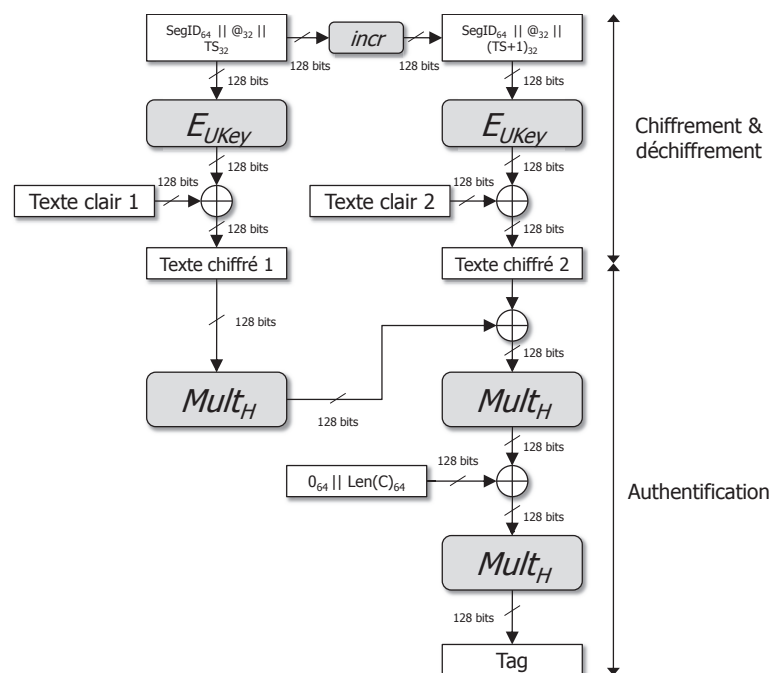 SegID64 || @32 ||
TS32
128 bits
incr
128 bits
SegID64 || @32 ||
(TS+1)32
128 bits
128 bits
EUKey
EUKey
Chiffrement &
déchiffrement
128 bits
128 bits
Texte clair 1
128 bits
Texte clair 2
128 bits
128 bits
128 bits
Texte chiffré 1
Texte chiffré 2
128 bits
128 bits
MultH
128 bits
MultH
128 bits
064 || Len(C)64
128 bits
128 bits
Authentification
MultH
128 bits
Tag